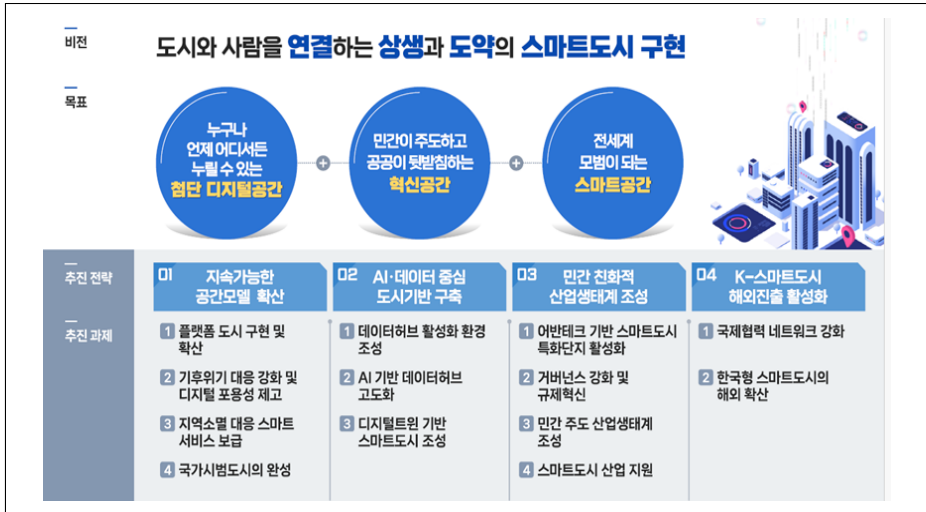 비전
도시와 사람을 연결하는 상생과 도약의 스마트도시 구현
목표
누구나
언제 어디서든
누릴 수 있는
첨단 디지털공간
민간이 주도하고
공공이 뒷받침하는
혁신공간
전세계
모범이 되는
스마트공간
추진 전략
01 지속가능한
공간모델 확산
02 AI·데이터 중심
도시기반 구축
03 민간 친화적
산업생태계 조성
04 K-스마트도시
해외진출 활성화
추진 과제
1 플랫폼 도시 구현 및
확산
2 기후위기 대응 강화 및
디지털 포용성 제고
3 지역소멸 대응 스마트
서비스 보급
4 국가시범도시의 완성
1 데이터허브 활성화 환경
조성
2 AI 기반 데이터허브
고도화
3 디지털트윈 기반
스마트도시 조성
1 어반테크 기반 스마트도시
특화단지 활성화
2 거버넌스 강화 및
규제혁신
3 민간 주도 산업생태계
조성
4 스마트도시 산업 지원
1 국제협력 네트워크 강화
2 한국형 스마트도시의
해외 확산